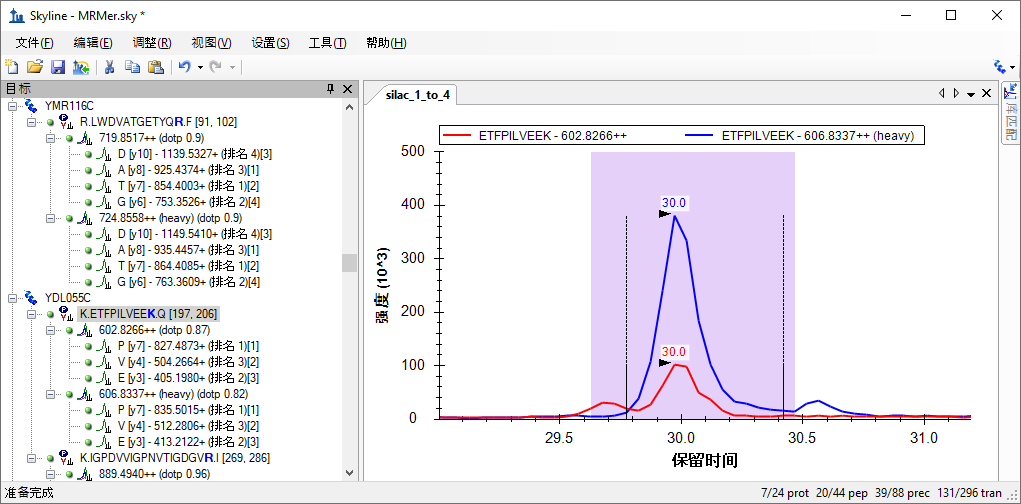 Skyline - MRMer.sky *
文件(F) 编辑(E) 调整(R) 视图(V) 设置(S) 工具(T) 帮助(H)
目标
YMR116C
R.LWDVATGETYQR.F [91, 102]
719.8517++ (dotp 0.9)
D [y10] - 1139.5327+ (排名 4)[3]
A [y8] - 925.4374+ (排名 3)[1]
T [y7] - 854.4003+ (排名 1)[2]
G [y6] - 753.3526+ (排名 2)[4]
724.8558++ (heavy) (dotp 0.9)
D [y10] - 1149.5410+ (排名 4)[3]
A [y8] - 935.4457+ (排名 3)[1]
T [y7] - 864.4085+ (排名 1)[2]
G [y6] - 763.3609+ (排名 2)[4]
YDL055C
K.ETFPILVEEK.Q [197, 206]
602.8266++ (dotp 0.87)
P [y7] - 827.4873+ (排名 1)[1]
V [y4] - 504.2664+ (排名 3)[2]
E [y3] - 405.1980+ (排名 2)[3]
606.8337++ (heavy) (dotp 0.82)
P [y7] - 835.5015+ (排名 1)[1]
V [y4] - 512.2806+ (排名 3)[2]
E [y3] - 413.2122+ (排名 2)[3]
K.IGPDVVIGPNVTIGDGVR.I [269, 286]
889.4940++ (dotp 0.96)
silac_1_to_4
ETFPILVEEK - 602.8266++ ETFPILVEEK - 606.8337++ (heavy)
500
400
300
200
100
0
强度 (10^3)
30.0
30.0
29.5 30.0 30.5 31.0
保留时间
库匹配
准备完成 7/24 prot 20/44 pep 39/88 prec 131/296 tran